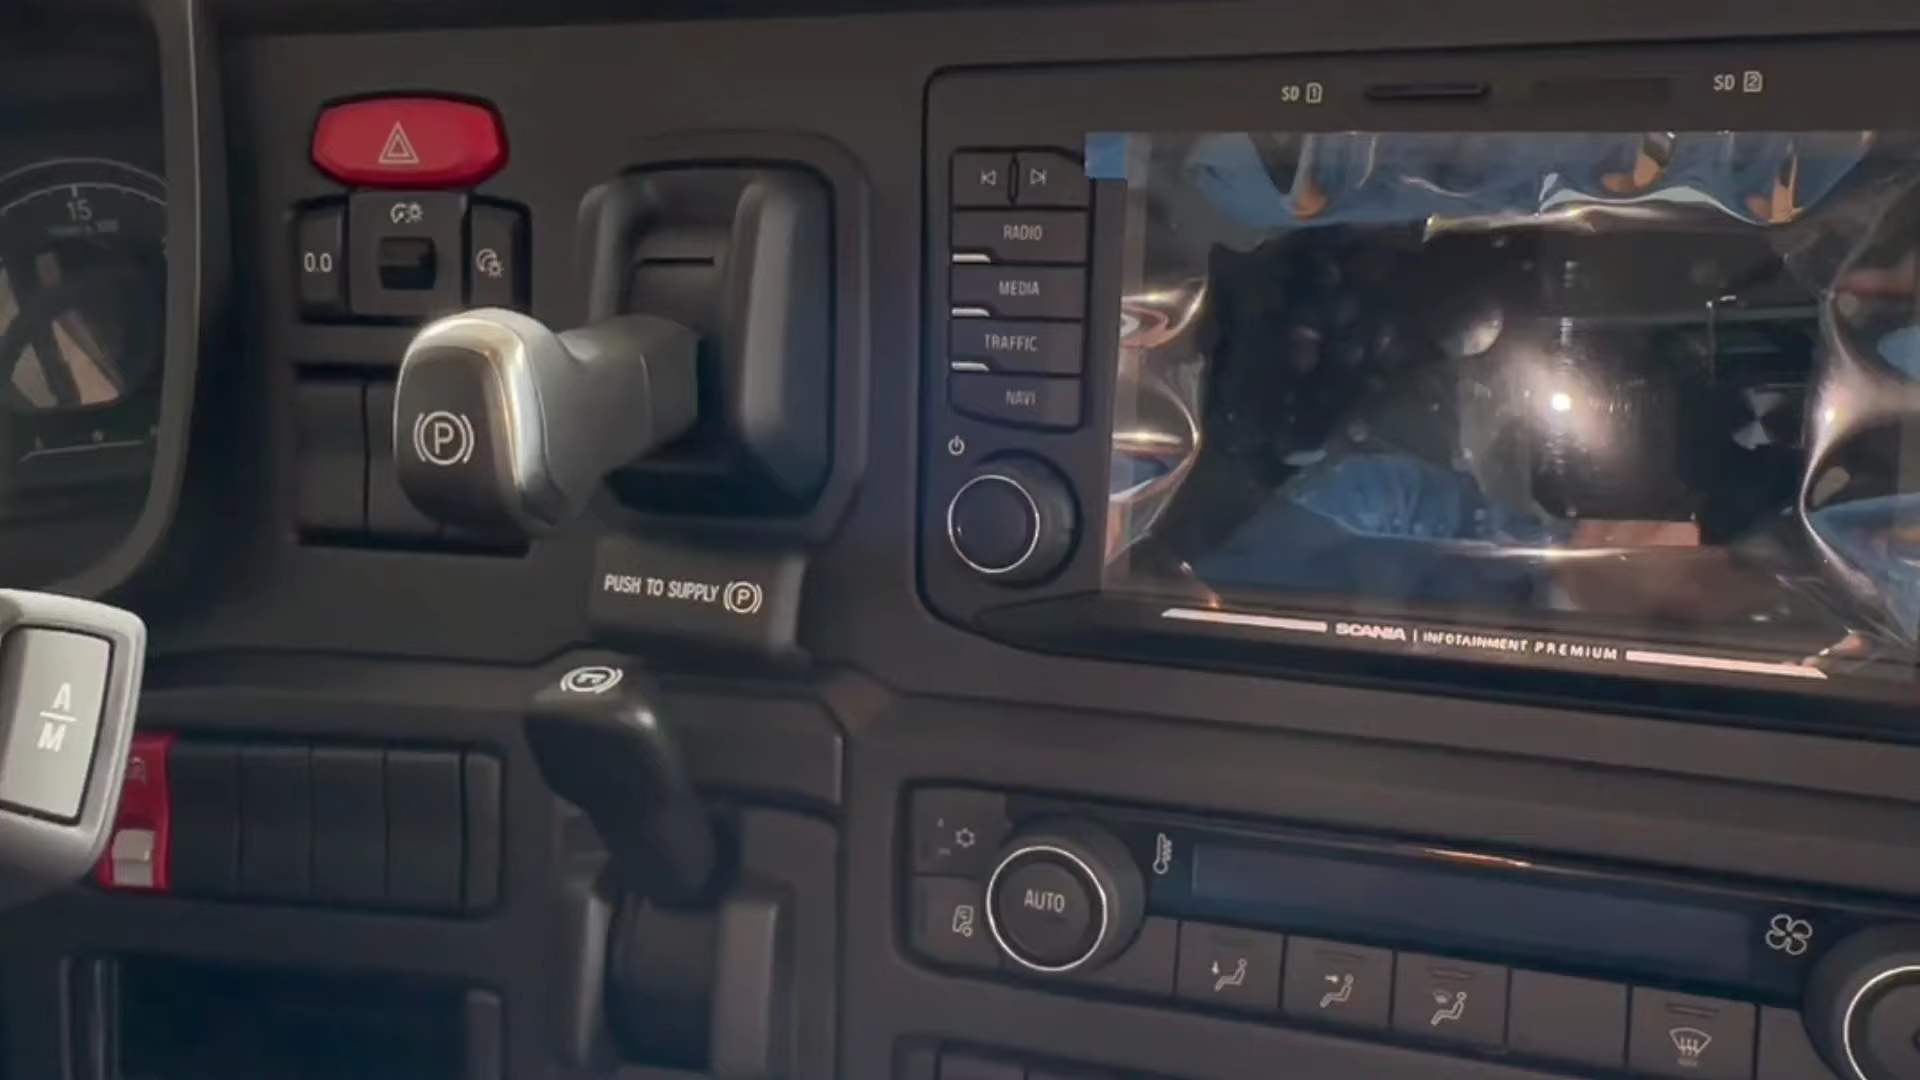 SD 1
SD 2
15
0.0
RADIO
MEDIA
TRAFFIC
NAVI
P
PUSH TO SUPPLY (P)
SCANIA | INFOTAINMENT PREMIUM
A
M
AUTO